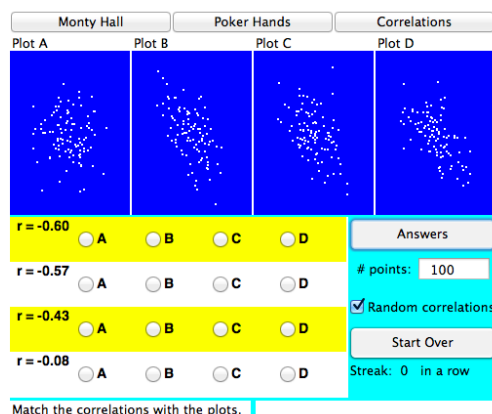 Monty Hall Poker Hands Correlations
Plot A Plot B Plot C Plot D
r = -0.60 A B C D
Answers
r = -0.57 A B C D
# points: 100
Random correlations
r = -0.43 A B C D
Start Over
r = -0.08 A B C D
Streak: 0 in a row
Match the correlations with the plots.